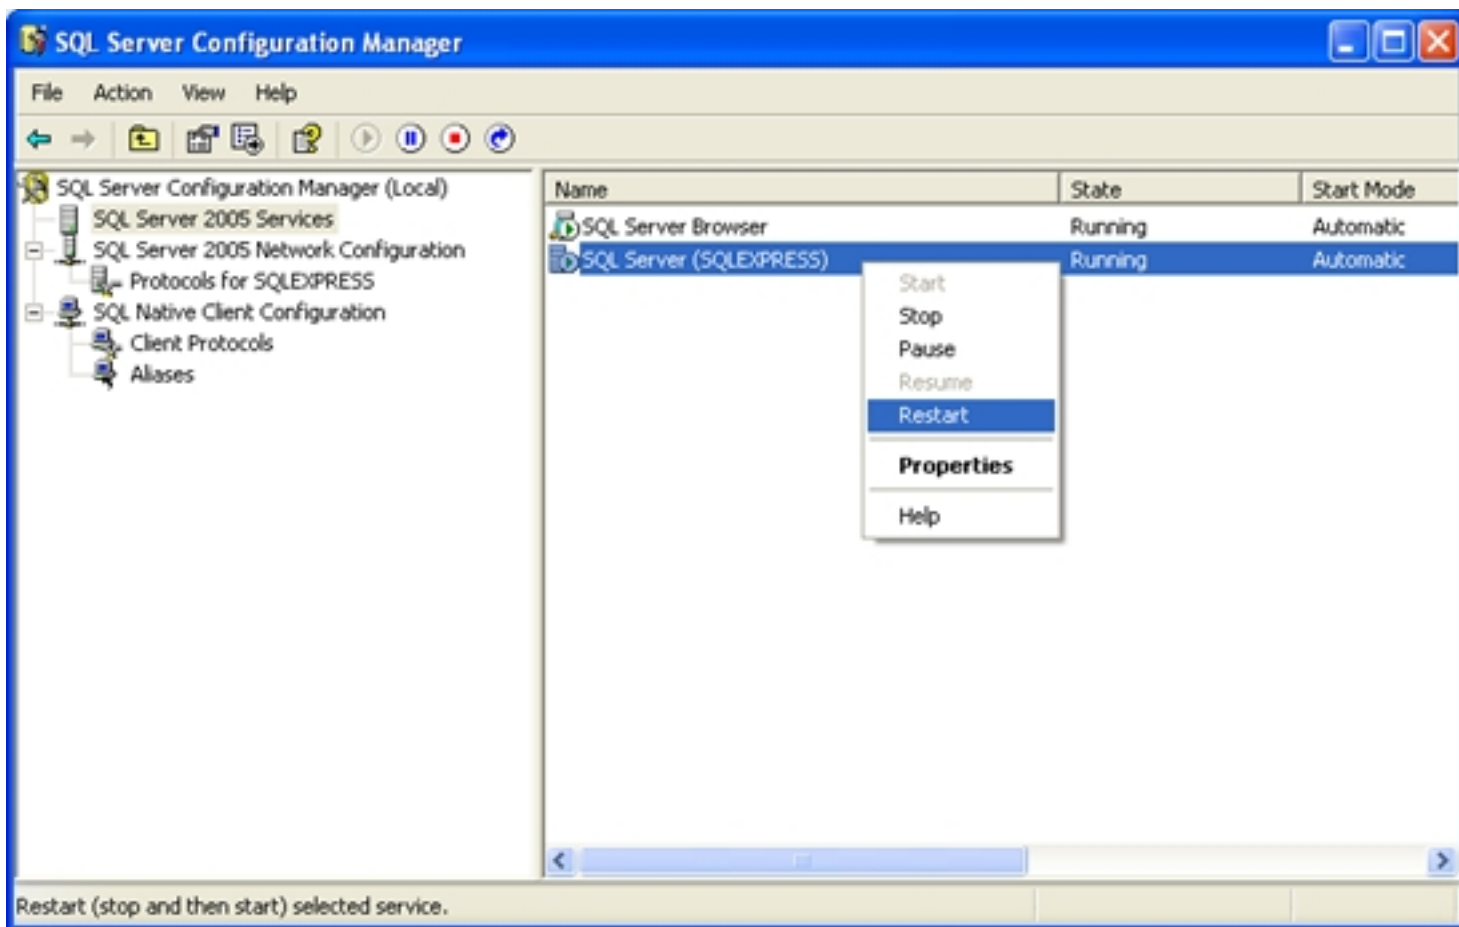 SQL Server Configuration Manager
File Action View Help
SQL Server Configuration Manager (Local)
SQL Server 2005 Services
SQL Server 2005 Network Configuration
Protocols for SQLEXPRESS
SQL Native Client Configuration
Client Protocols
Aliases
Name State Start Mode
SQL Server Browser Running Automatic
SQL Server (SQLEXPRESS) Running Automatic
Start
Stop
Pause
Resume
Restart
Properties
Help
Restart (stop and then start) selected service.